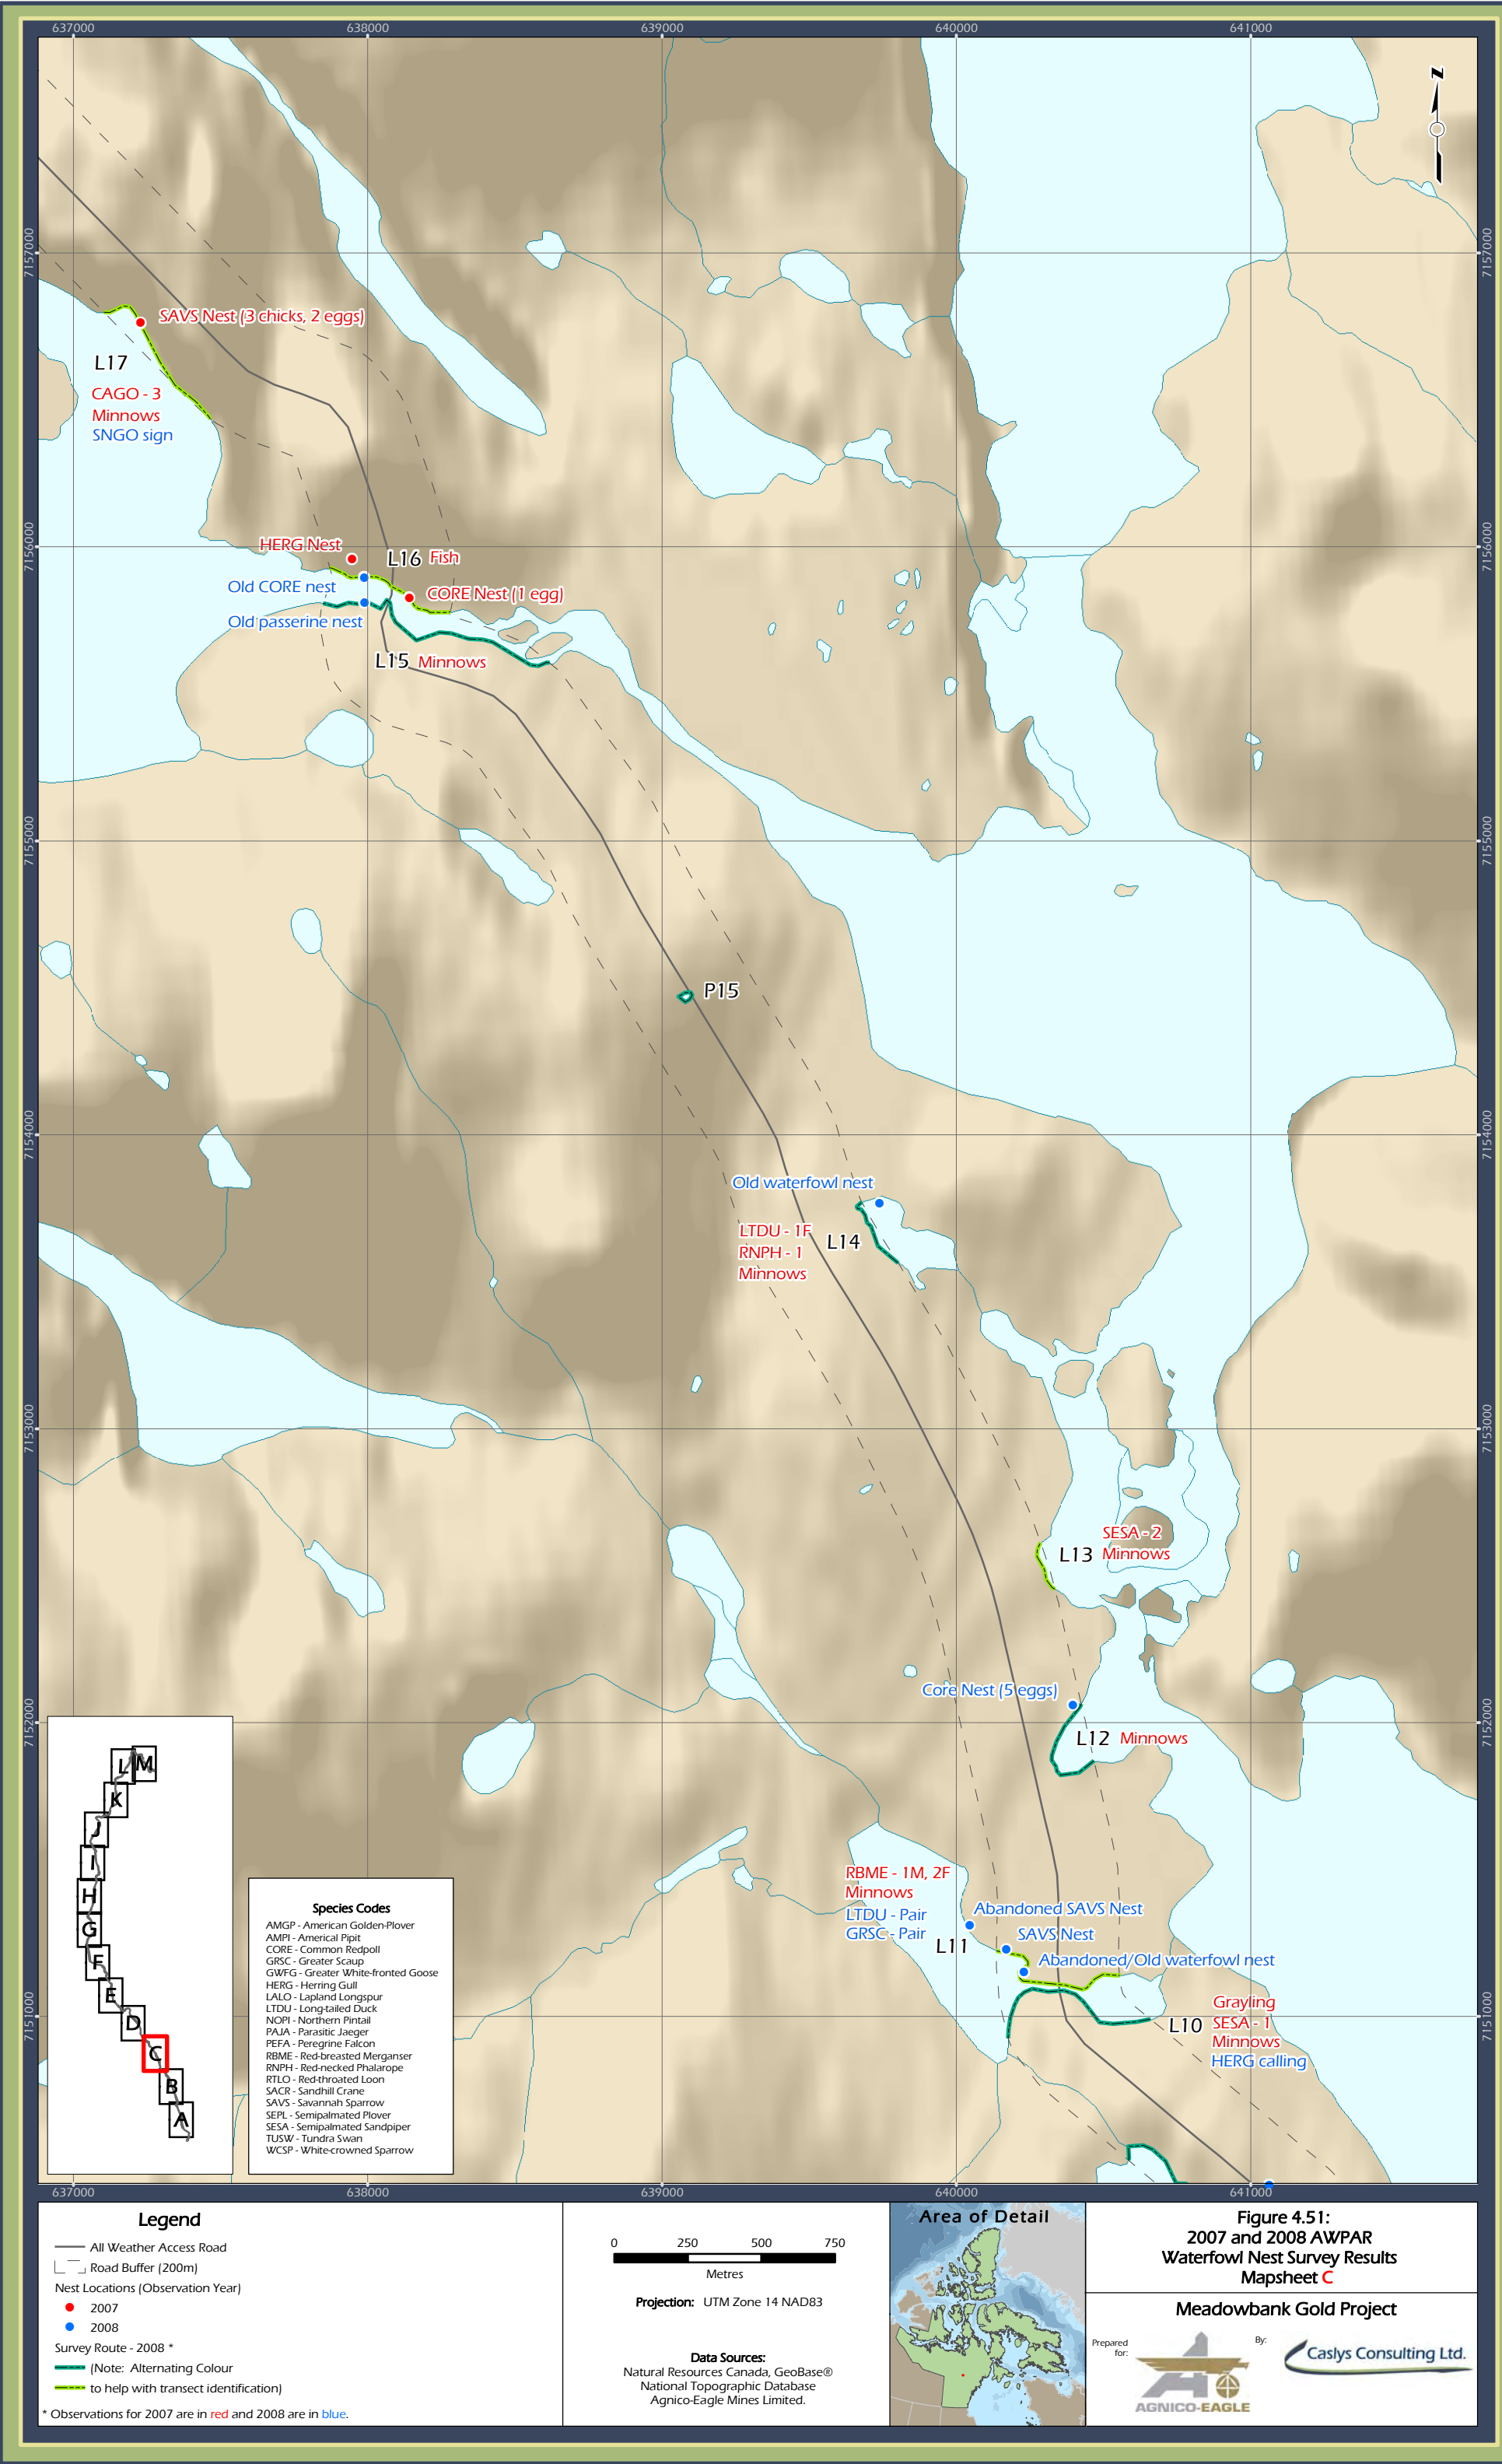 637000 638000 639000 640000 641000
N
7157000 7157000
SAVS Nest (3 chicks, 2 eggs)
L17
CAGO - 3
Minnows
SNGO sign
7156000 7156000
HERG Nest
L16 Fish
Old CORE nest
CORE Nest (1 egg)
Old passerine nest
L15 Minnows
7155000 7155000
P15
7154000 7154000
Old waterfowl nest
LTDU - 1F
RNPH - 1
Minnows
L14
7153000 7153000
SESA - 2
L13 Minnows
Core Nest (5 eggs)
7152000 7152000
L12 Minnows
RBME - 1M, 2F
Minnows
LTDU - Pair
GRSC - Pair
Abandoned SAVS Nest
SAVS Nest
L11
Abandoned/Old waterfowl nest
7151000 7151000
L10
Grayling
SESA - 1
Minnows
HERG calling
L M
K
J
I
H
G
F
E
D
C
B
A
Species Codes
AMGP - American Golden-Plover
AMPI - Americal Pipit
CORE - Common Redpoll
GRSC - Greater Scaup
GWFG - Greater White-fronted Goose
HERG - Herring Gull
LALO - Lapland Longspur
LTDU - Long-tailed Duck
NOPI - Northern Pintail
PAJA - Parasitic Jaeger
PEFA - Peregrine Falcon
RBME - Red-breasted Merganser
RNPH - Red-necked Phalarope
RTLO - Red-throated Loon
SACR - Sandhill Crane
SAVS - Savannah Sparrow
SEPL - Semipalmated Plover
SESA - Semipalmated Sandpiper
TUSW - Tundra Swan
WCSP - White-crowned Sparrow
637000 638000 639000 640000 641000
Legend
All Weather Access Road
Road Buffer (200m)
Nest Locations (Observation Year)
2007
2008
Survey Route - 2008 *
(Note: Alternating Colour
to help with transect identification)
* Observations for 2007 are in red and 2008 are in blue.
0 250 500 750
Metres
Projection: UTM Zone 14 NAD83
Data Sources:
Natural Resources Canada, GeoBase®
National Topographic Database
Agnico-Eagle Mines Limited.
Area of Detail
Figure 4.51:
2007 and 2008 AWPAR
Waterfowl Nest Survey Results
Mapsheet C
Meadowbank Gold Project
Prepared
for:
AGNICO-EAGLE
By:
Caslys Consulting Ltd.